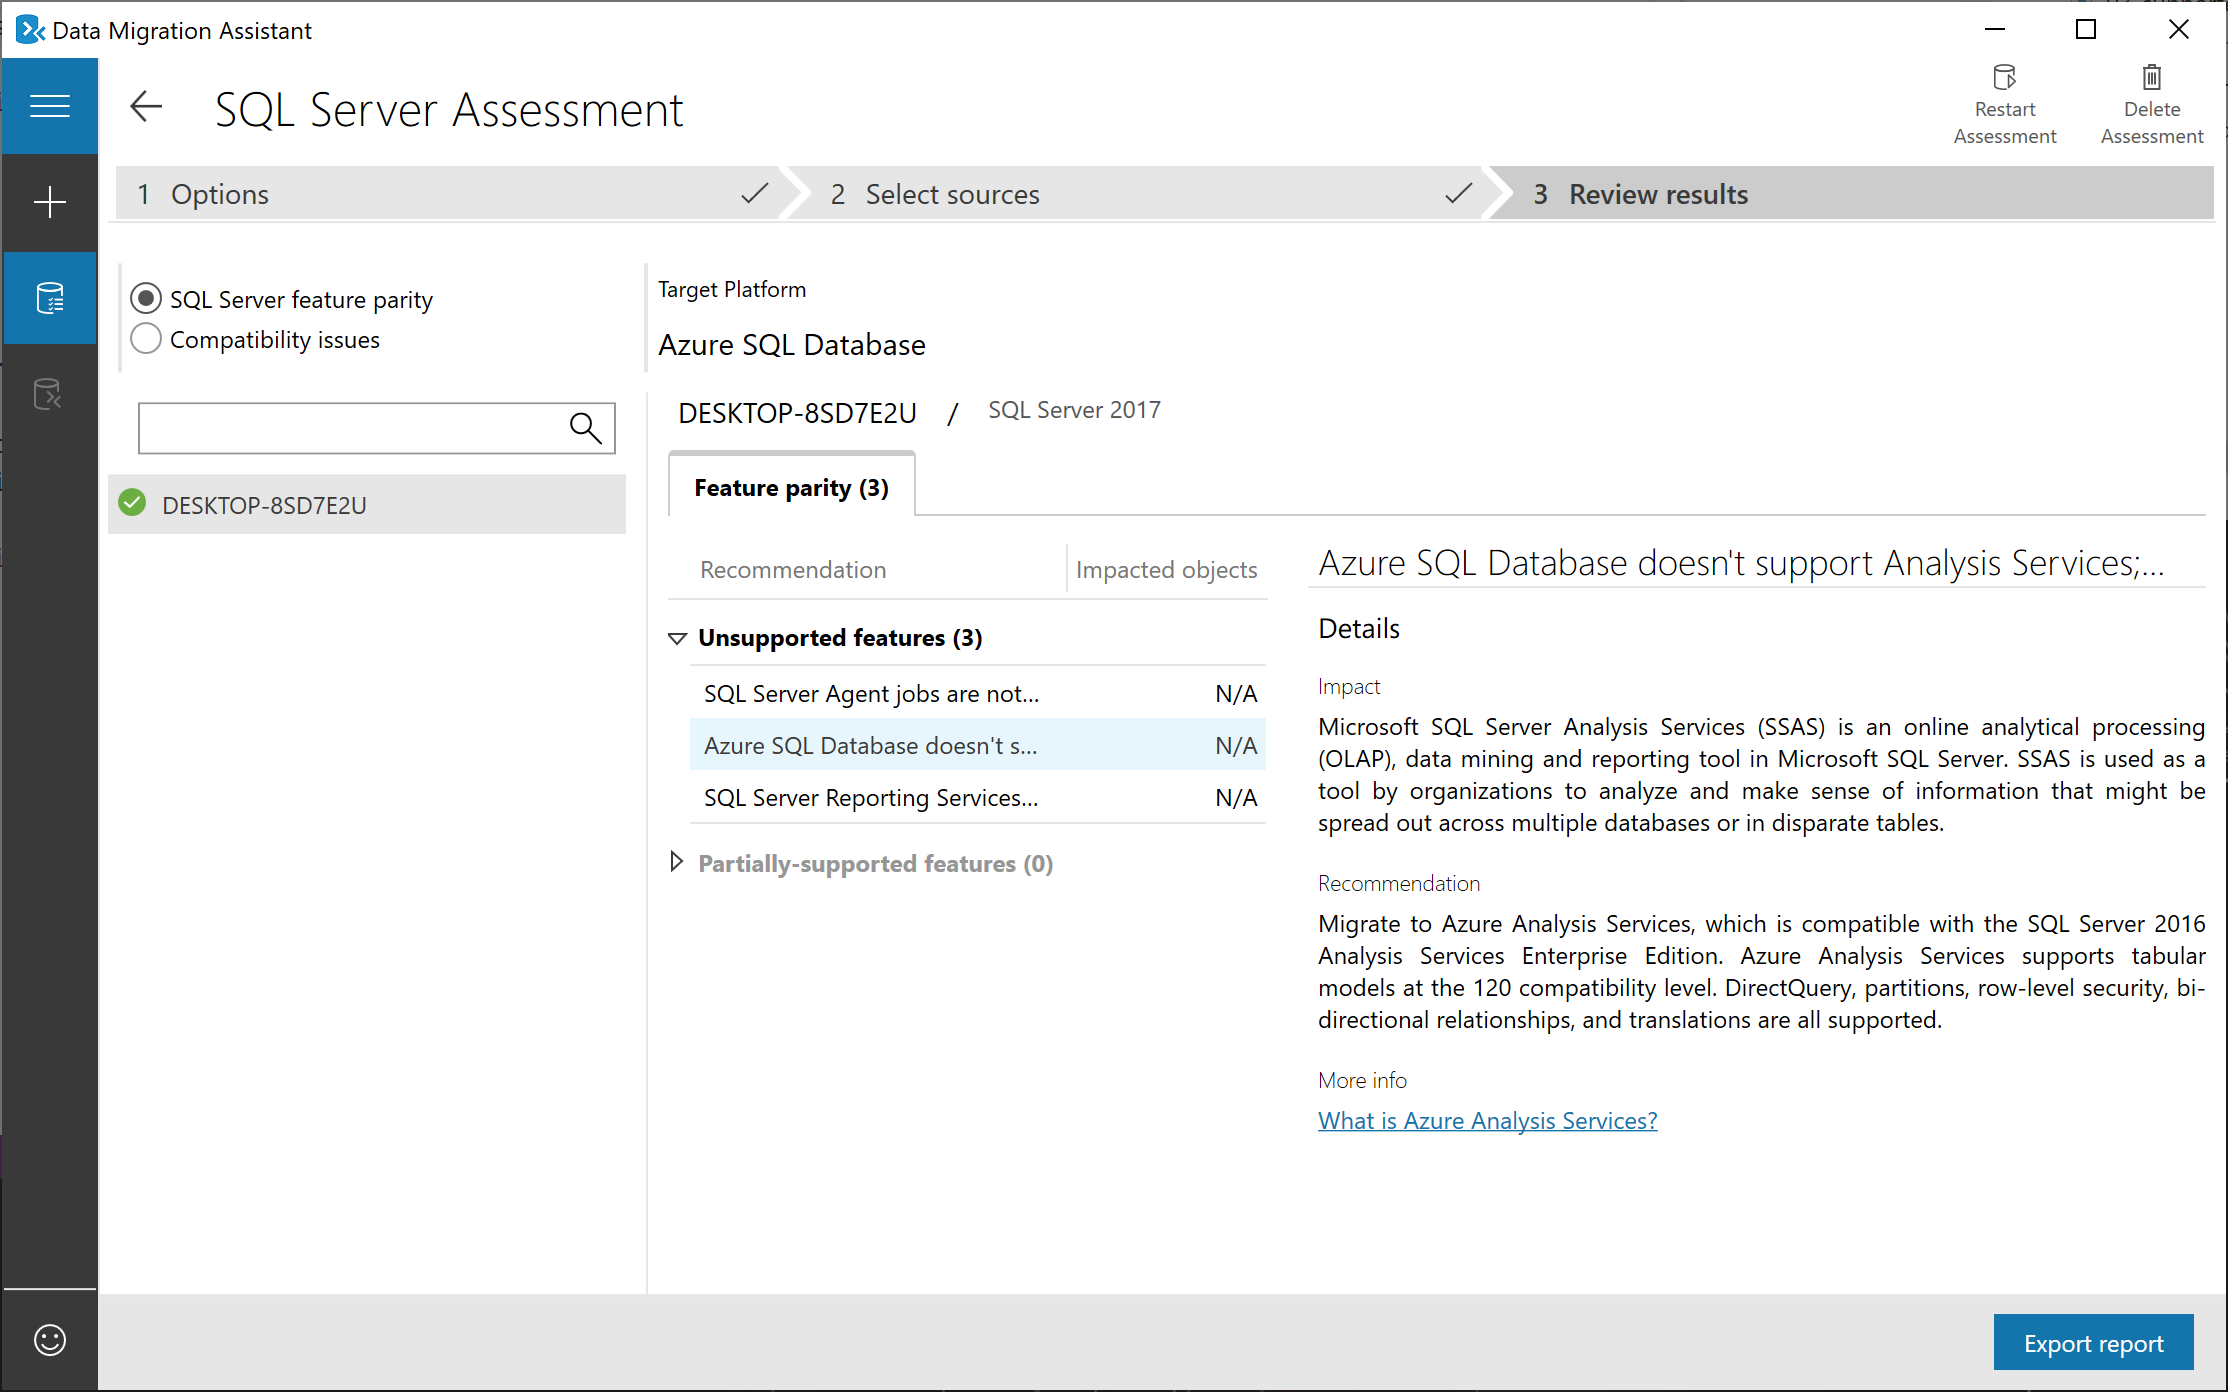 Data Migration Assistant
SQL Server Assessment
Restart
Assessment
Delete
Assessment
1 Options
2 Select sources
3 Review results
SQL Server feature parity
Compatibility issues
Target Platform
Azure SQL Database
DESKTOP-8SD7E2U
DESKTOP-8SD7E2U / SQL Server 2017
Feature parity (3)
Recommendation
Impacted objects
Unsupported features (3)
SQL Server Agent jobs are not... N/A
Azure SQL Database doesn't s... N/A
SQL Server Reporting Services... N/A
Partially-supported features (0)
Azure SQL Database doesn't support Analysis Services;...
Details
Impact
Microsoft SQL Server Analysis Services (SSAS) is an online analytical processing
(OLAP), data mining and reporting tool in Microsoft SQL Server. SSAS is used as a
tool by organizations to analyze and make sense of information that might be
spread out across multiple databases or in disparate tables.
Recommendation
Migrate to Azure Analysis Services, which is compatible with the SQL Server 2016
Analysis Services Enterprise Edition. Azure Analysis Services supports tabular
models at the 120 compatibility level. DirectQuery, partitions, row-level security, bi-
directional relationships, and translations are all supported.
More info
What is Azure Analysis Services?
Export report